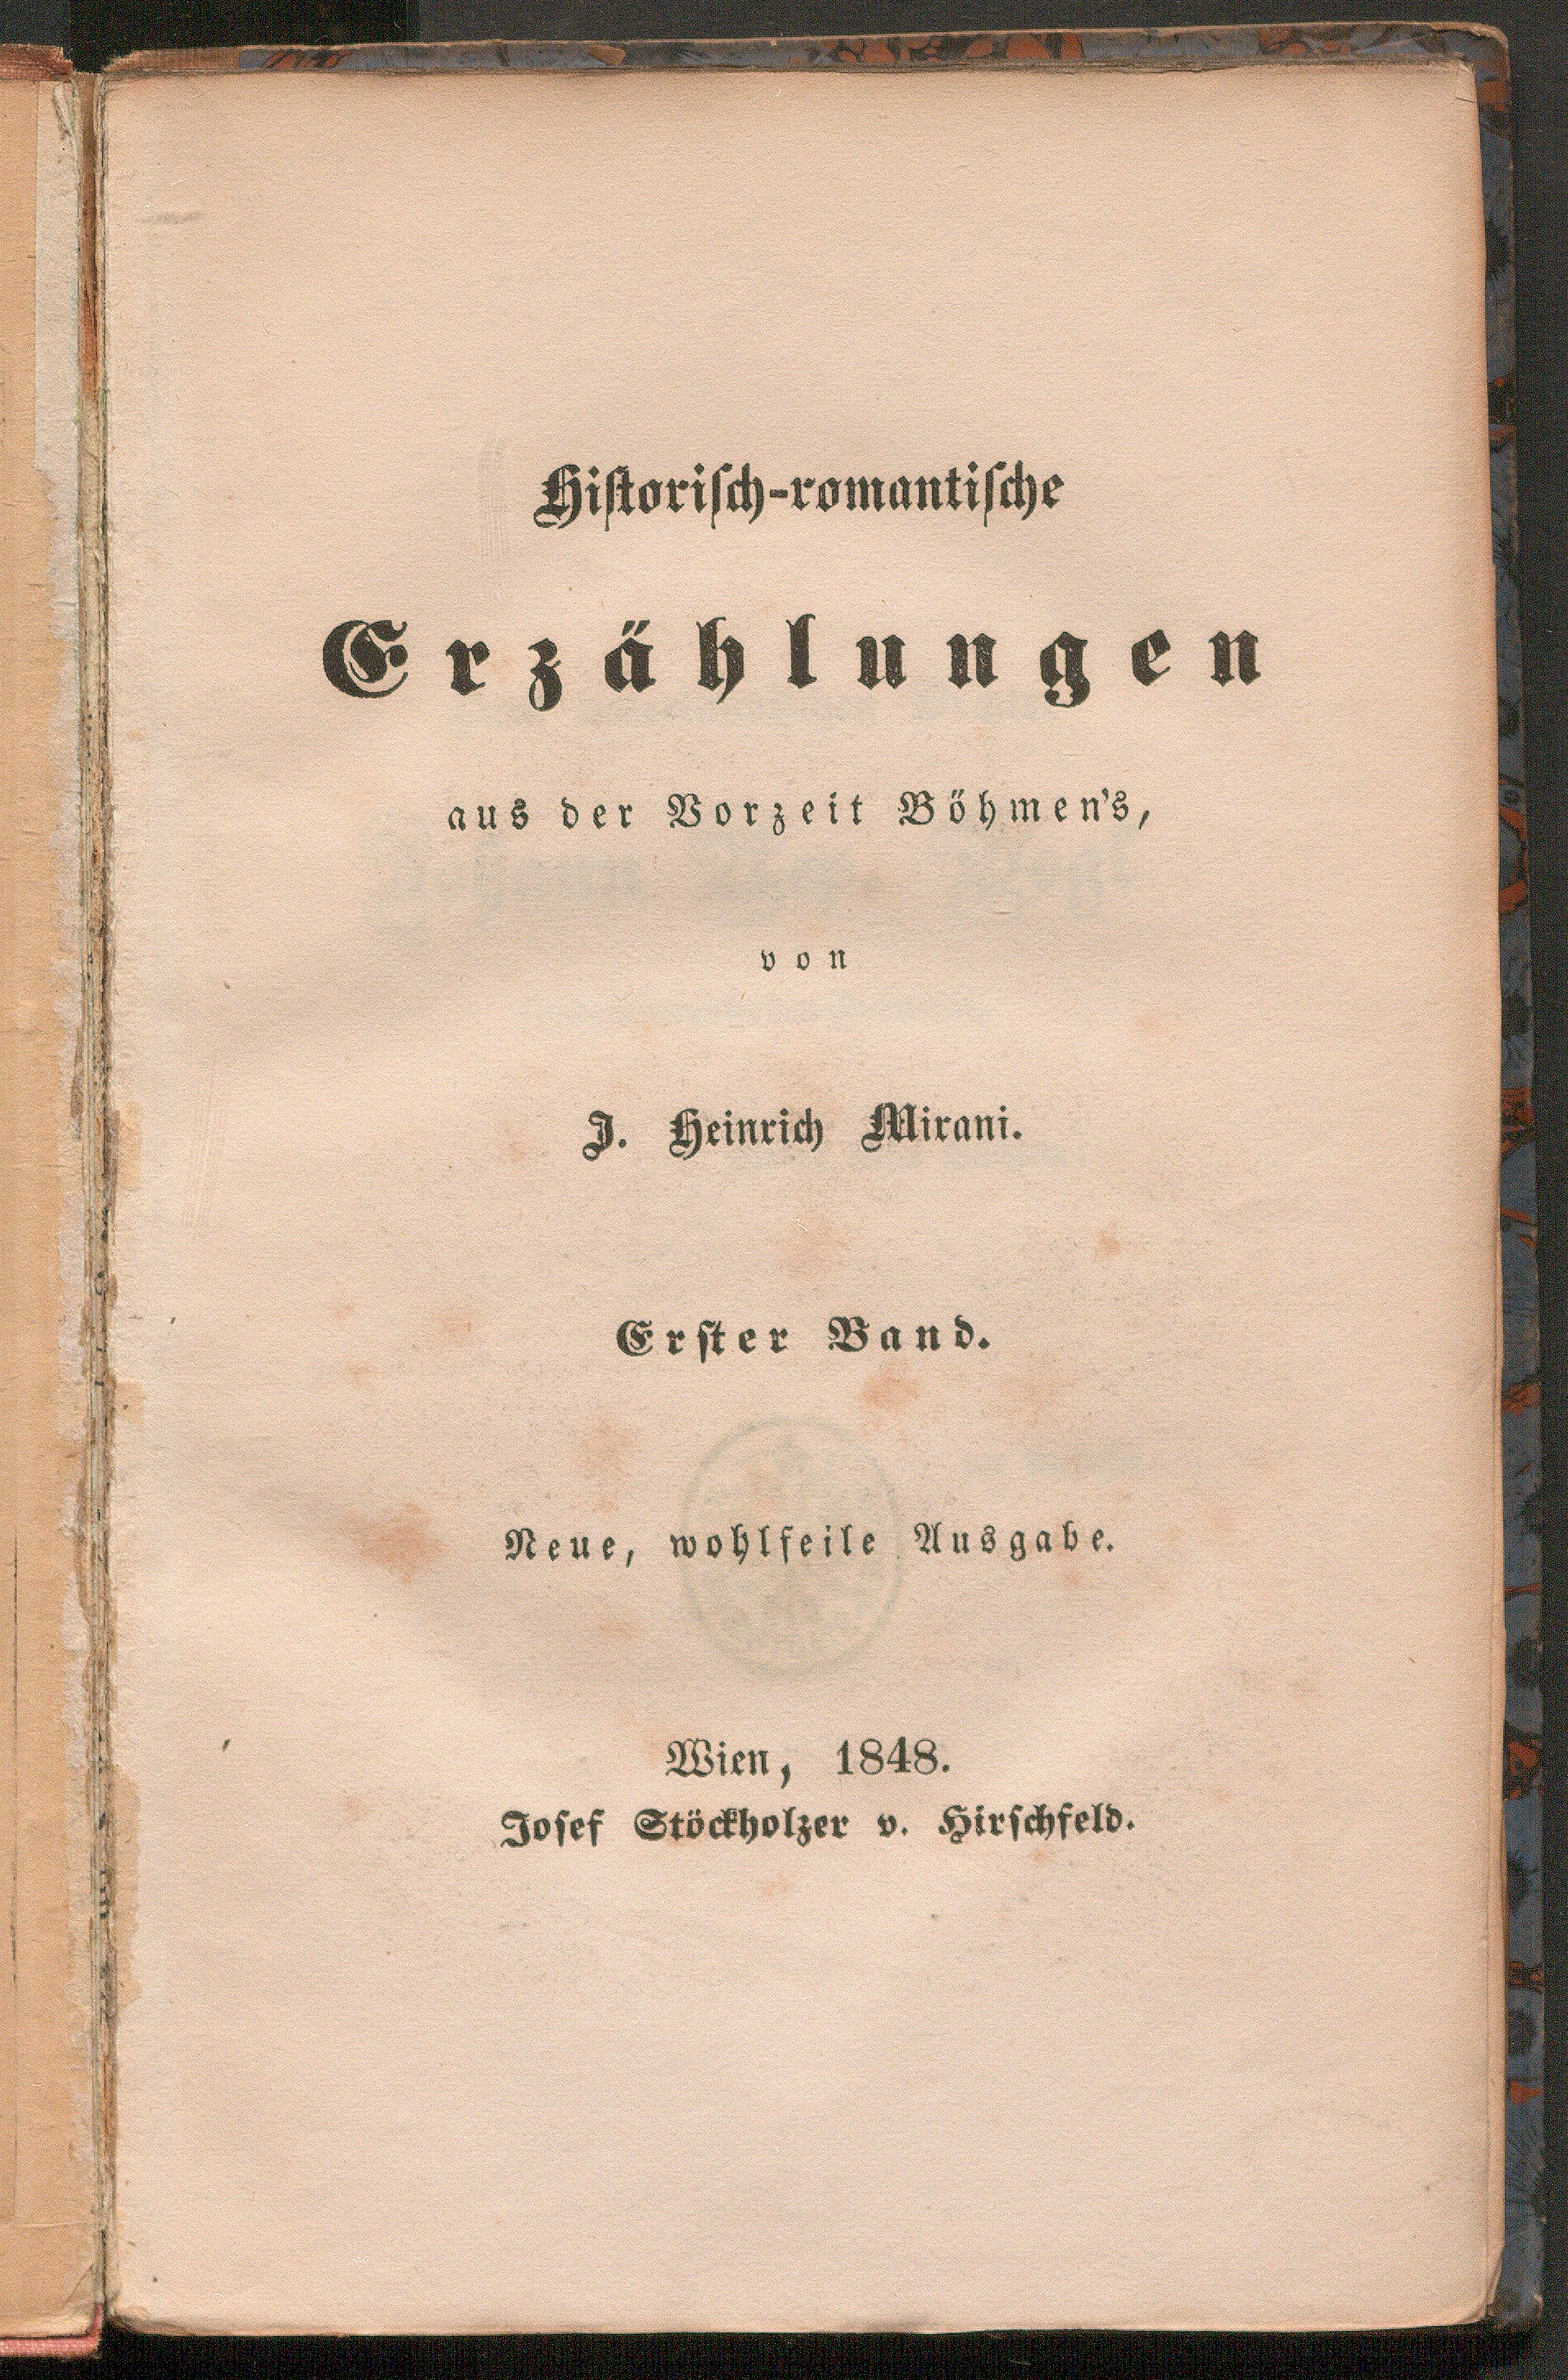 Historisch-romantische
Erzählungen
aus der Vorzeit Böhmen's,
von
J. Heinrich Mirani.
Erster Band.
Neue, wohlfeile Ausgabe.
Wien, 1848.
Josef Stöckholzer v. Hirschfeld.